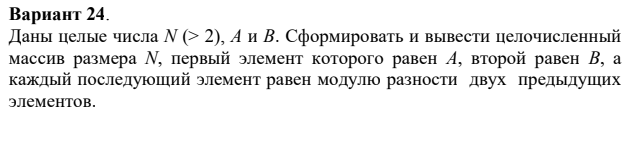 Вариант 24.
Даны целые числа N (> 2), A и B. Сформировать и вывести целочисленный
массив размера N, первый элемент которого равен A, второй равен B, а
каждый последующий элемент равен модулю разности двух предыдущих
элементов.